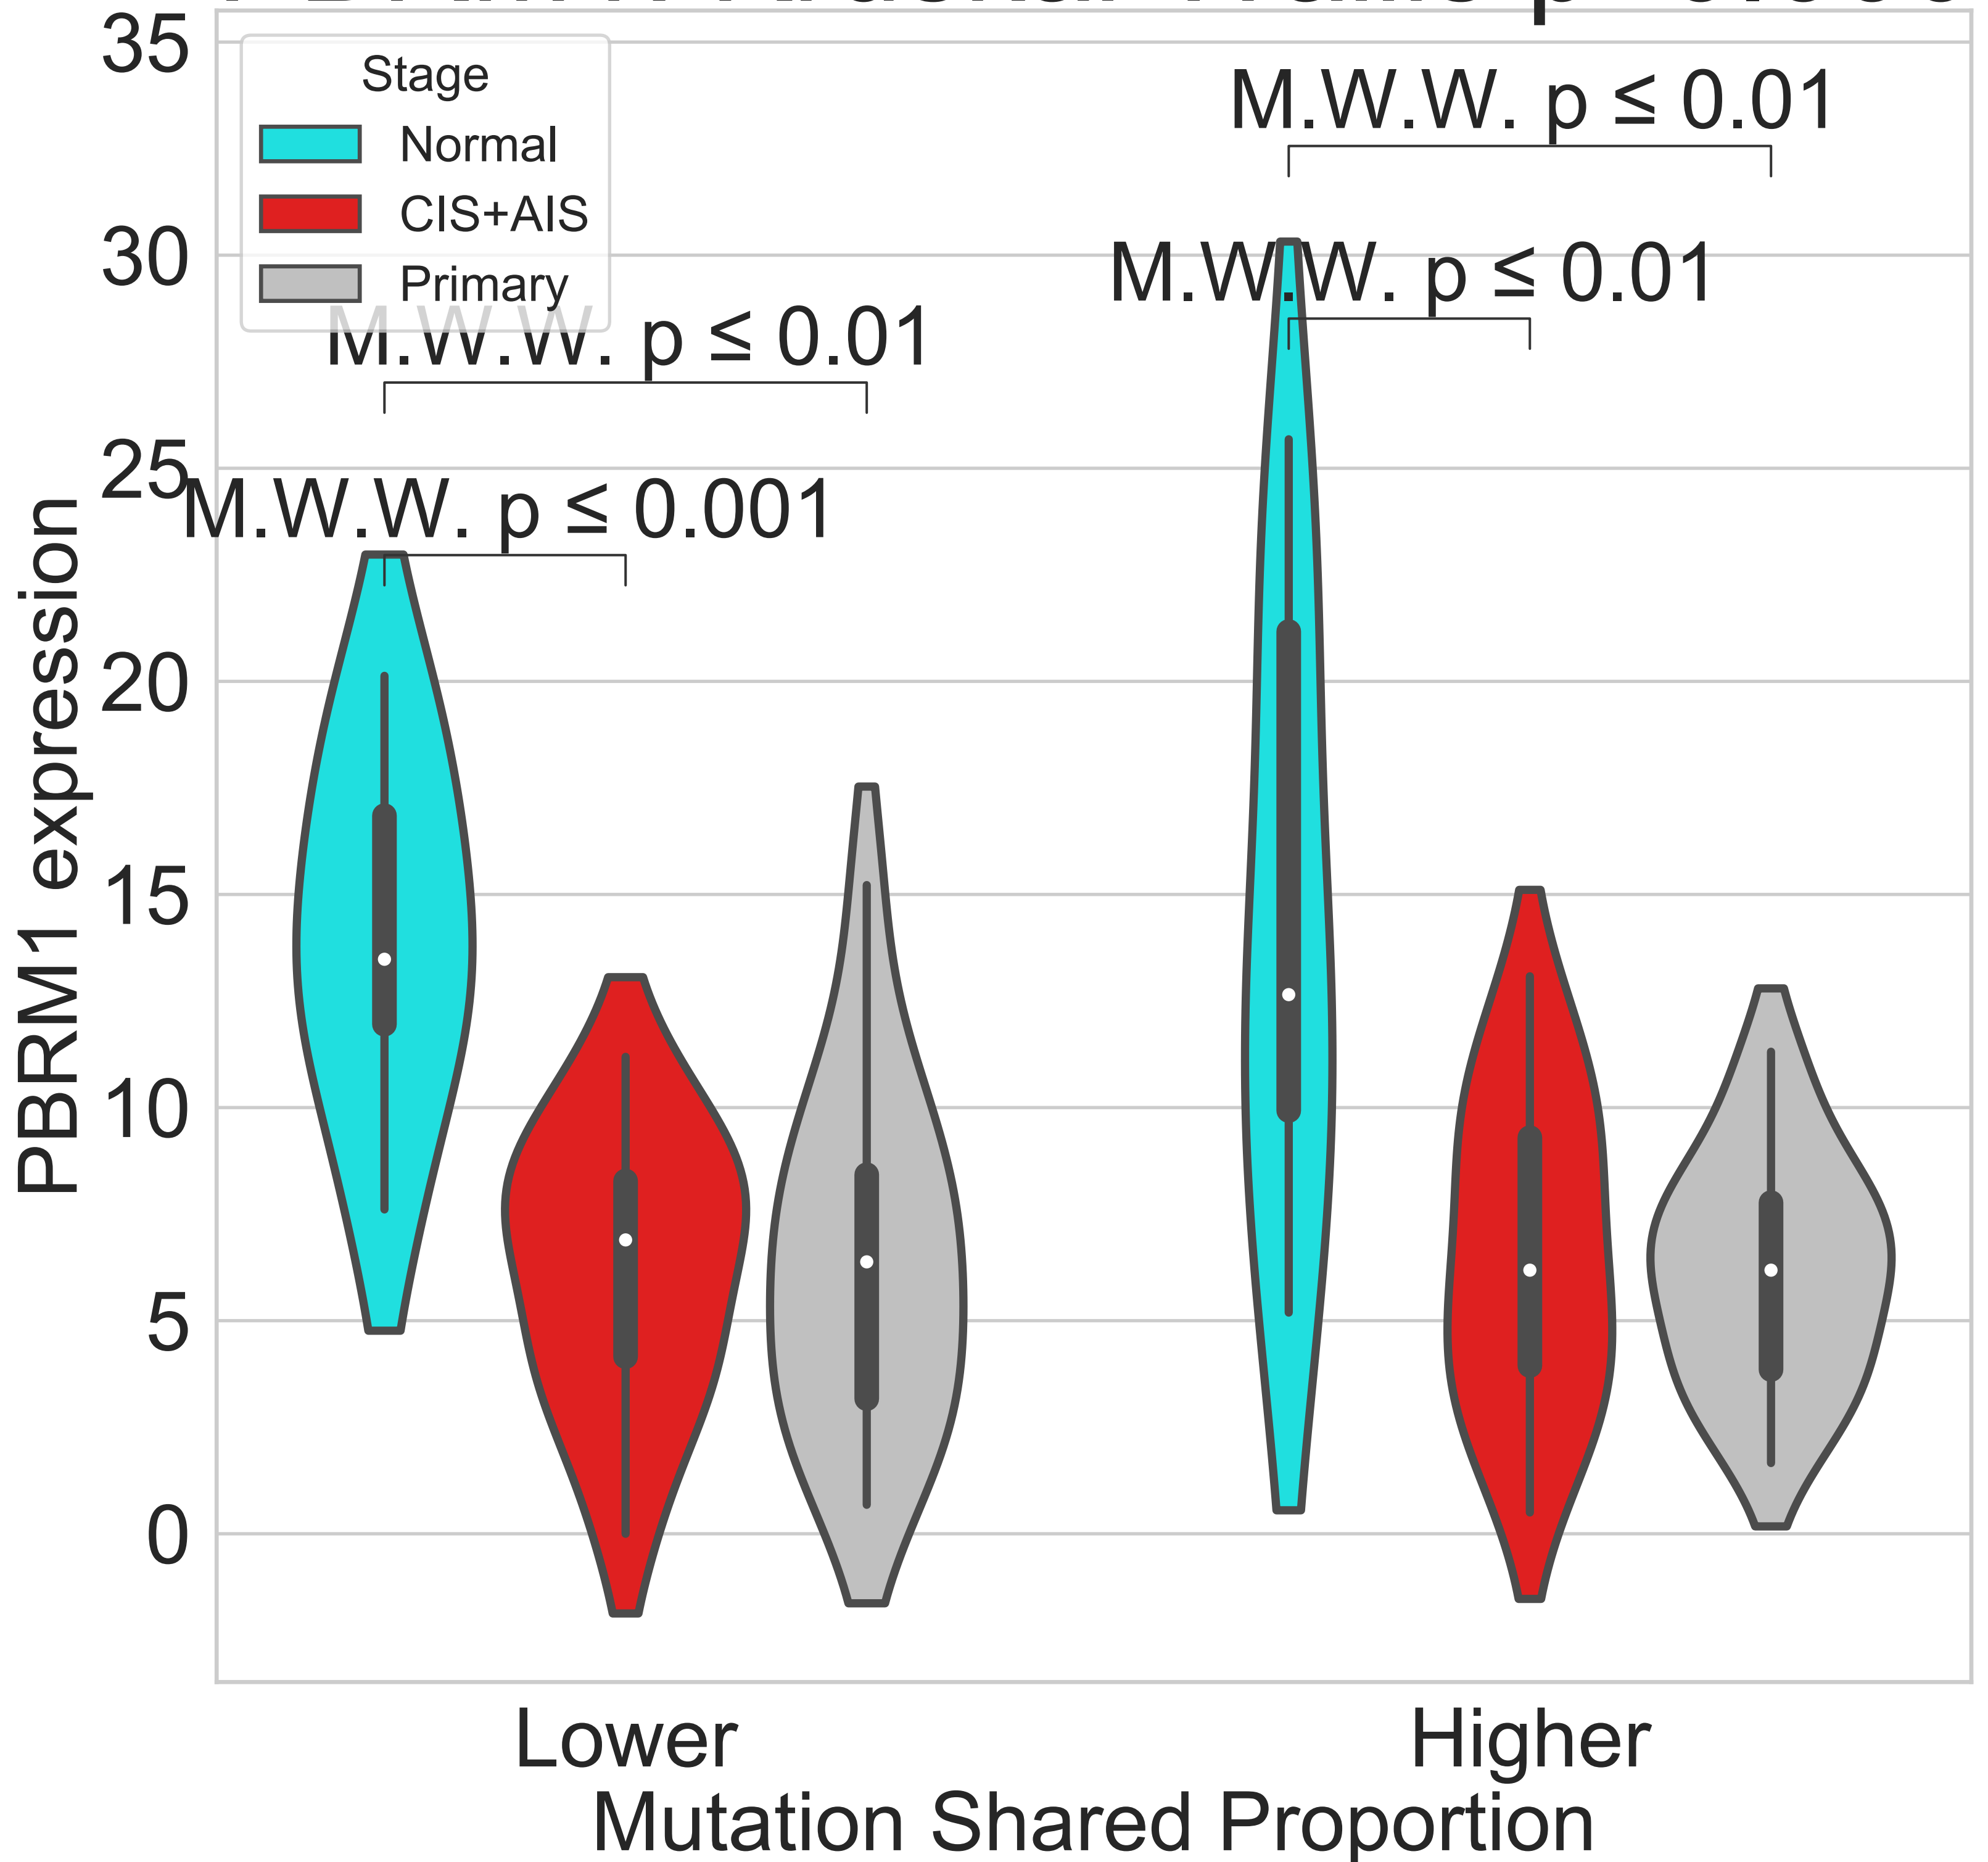 35
30
25
20
15
10
5
0
PBRM1 expression
Stage
Normal
CIS+AIS
Primary
M.W.W. p ≤ 0.01
M.W.W. p ≤ 0.01
M.W.W. p ≤ 0.01
M.W.W. p ≤ 0.001
Lower
Higher
Mutation Shared Proportion